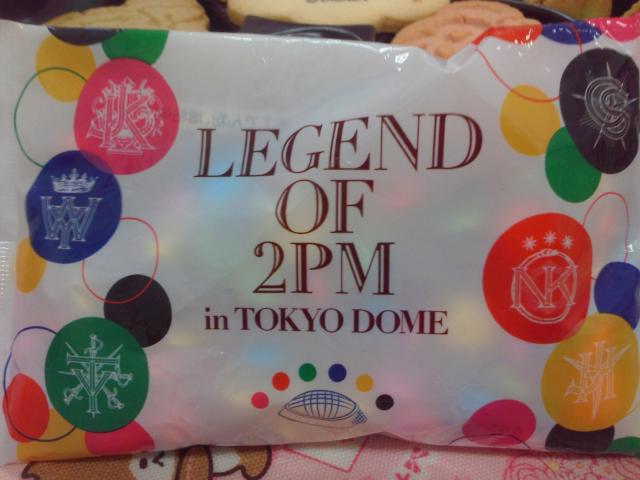 LEGEND
OF
2PM
in TOKYO DOME